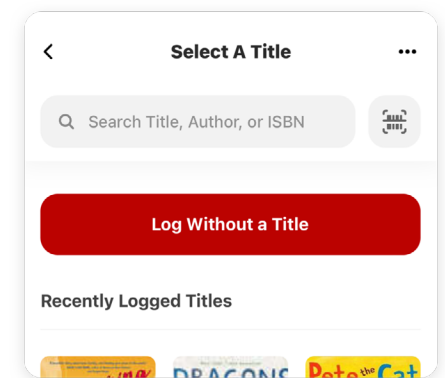 Select A Title
Search Title, Author, or ISBN
Log Without a Title
Recently Logged Titles
DRAGONS
Pete the Cat